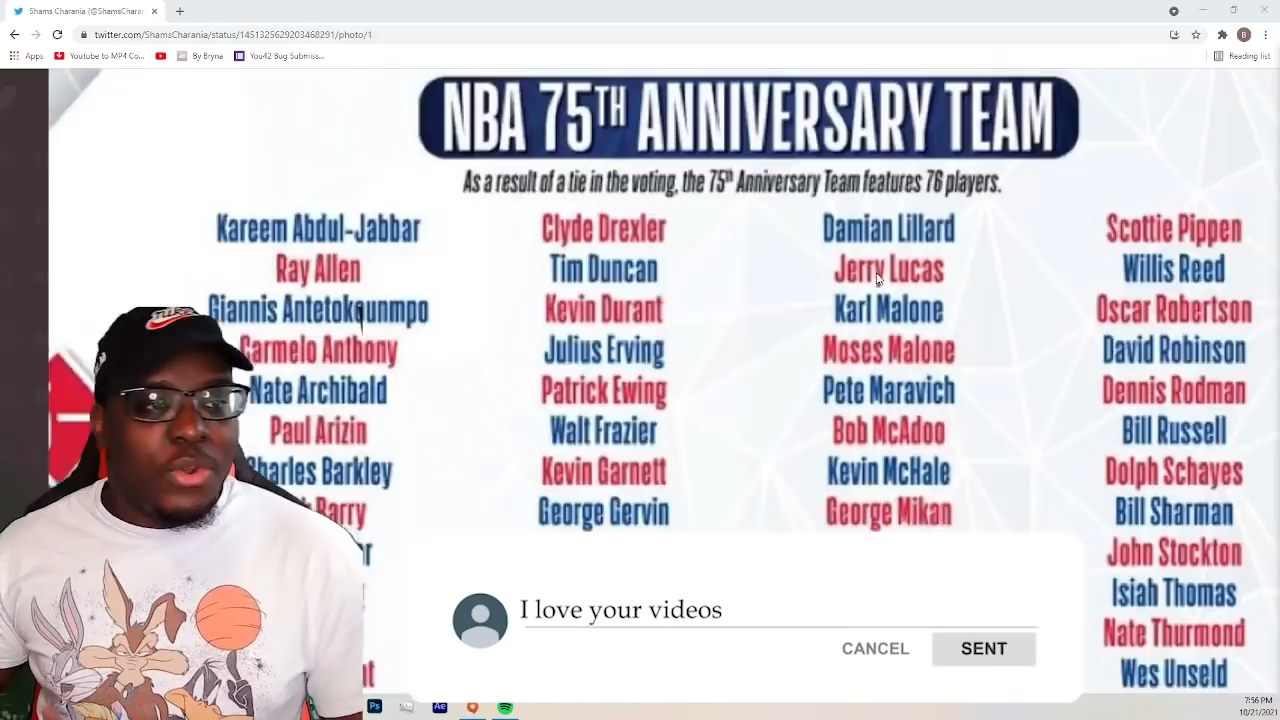 Shams Charania (@ShamsChara
twitter.com/ShamsCharania/status/1451325629203468291/photo/1
Apps
Youtube to MP4 Co...
By Bryna
You42 Bug Submiss...
Reading list
NBA 75TH ANNIVERSARY TEAM
As a result of a tie in the voting, the 75th Anniversary Team features 76 players.
Kareem Abdul-Jabbar
Ray Allen
Giannis Antetokounmpo
Carmelo Anthony
Nate Archibald
Paul Arizin
Charles Barkley
Barry
Clyde Drexler
Tim Duncan
Kevin Durant
Julius Erving
Patrick Ewing
Walt Frazier
Kevin Garnett
George Gervin
Damian Lillard
Jerry Lucas
Karl Malone
Moses Malone
Pete Maravich
Bob McAdoo
Kevin McHale
George Mikan
Scottie Pippen
Willis Reed
Oscar Robertson
David Robinson
Dennis Rodman
Bill Russell
Dolph Schayes
Bill Sharman
John Stockton
Isiah Thomas
Nate Thurmond
Wes Unseld
I love your videos
CANCEL
SENT
Ps
Ae
7:56 PM
10/21/2021